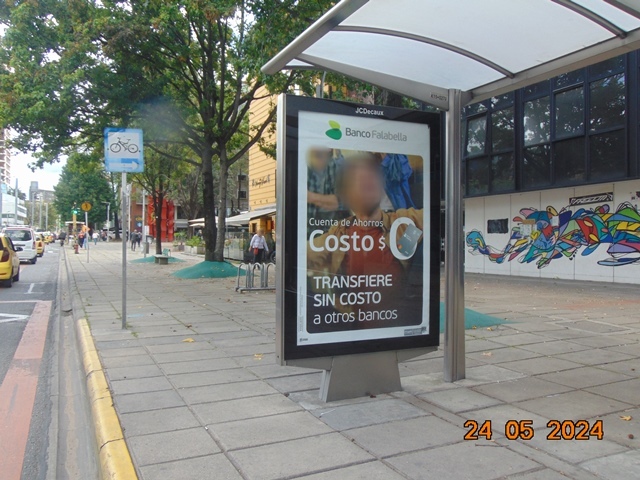 JCDecaux
Banco Falabella
Cuenta de Ahorros
Costo $0
TRANSFIERE
SIN COSTO
a otros bancos
24 05 2024